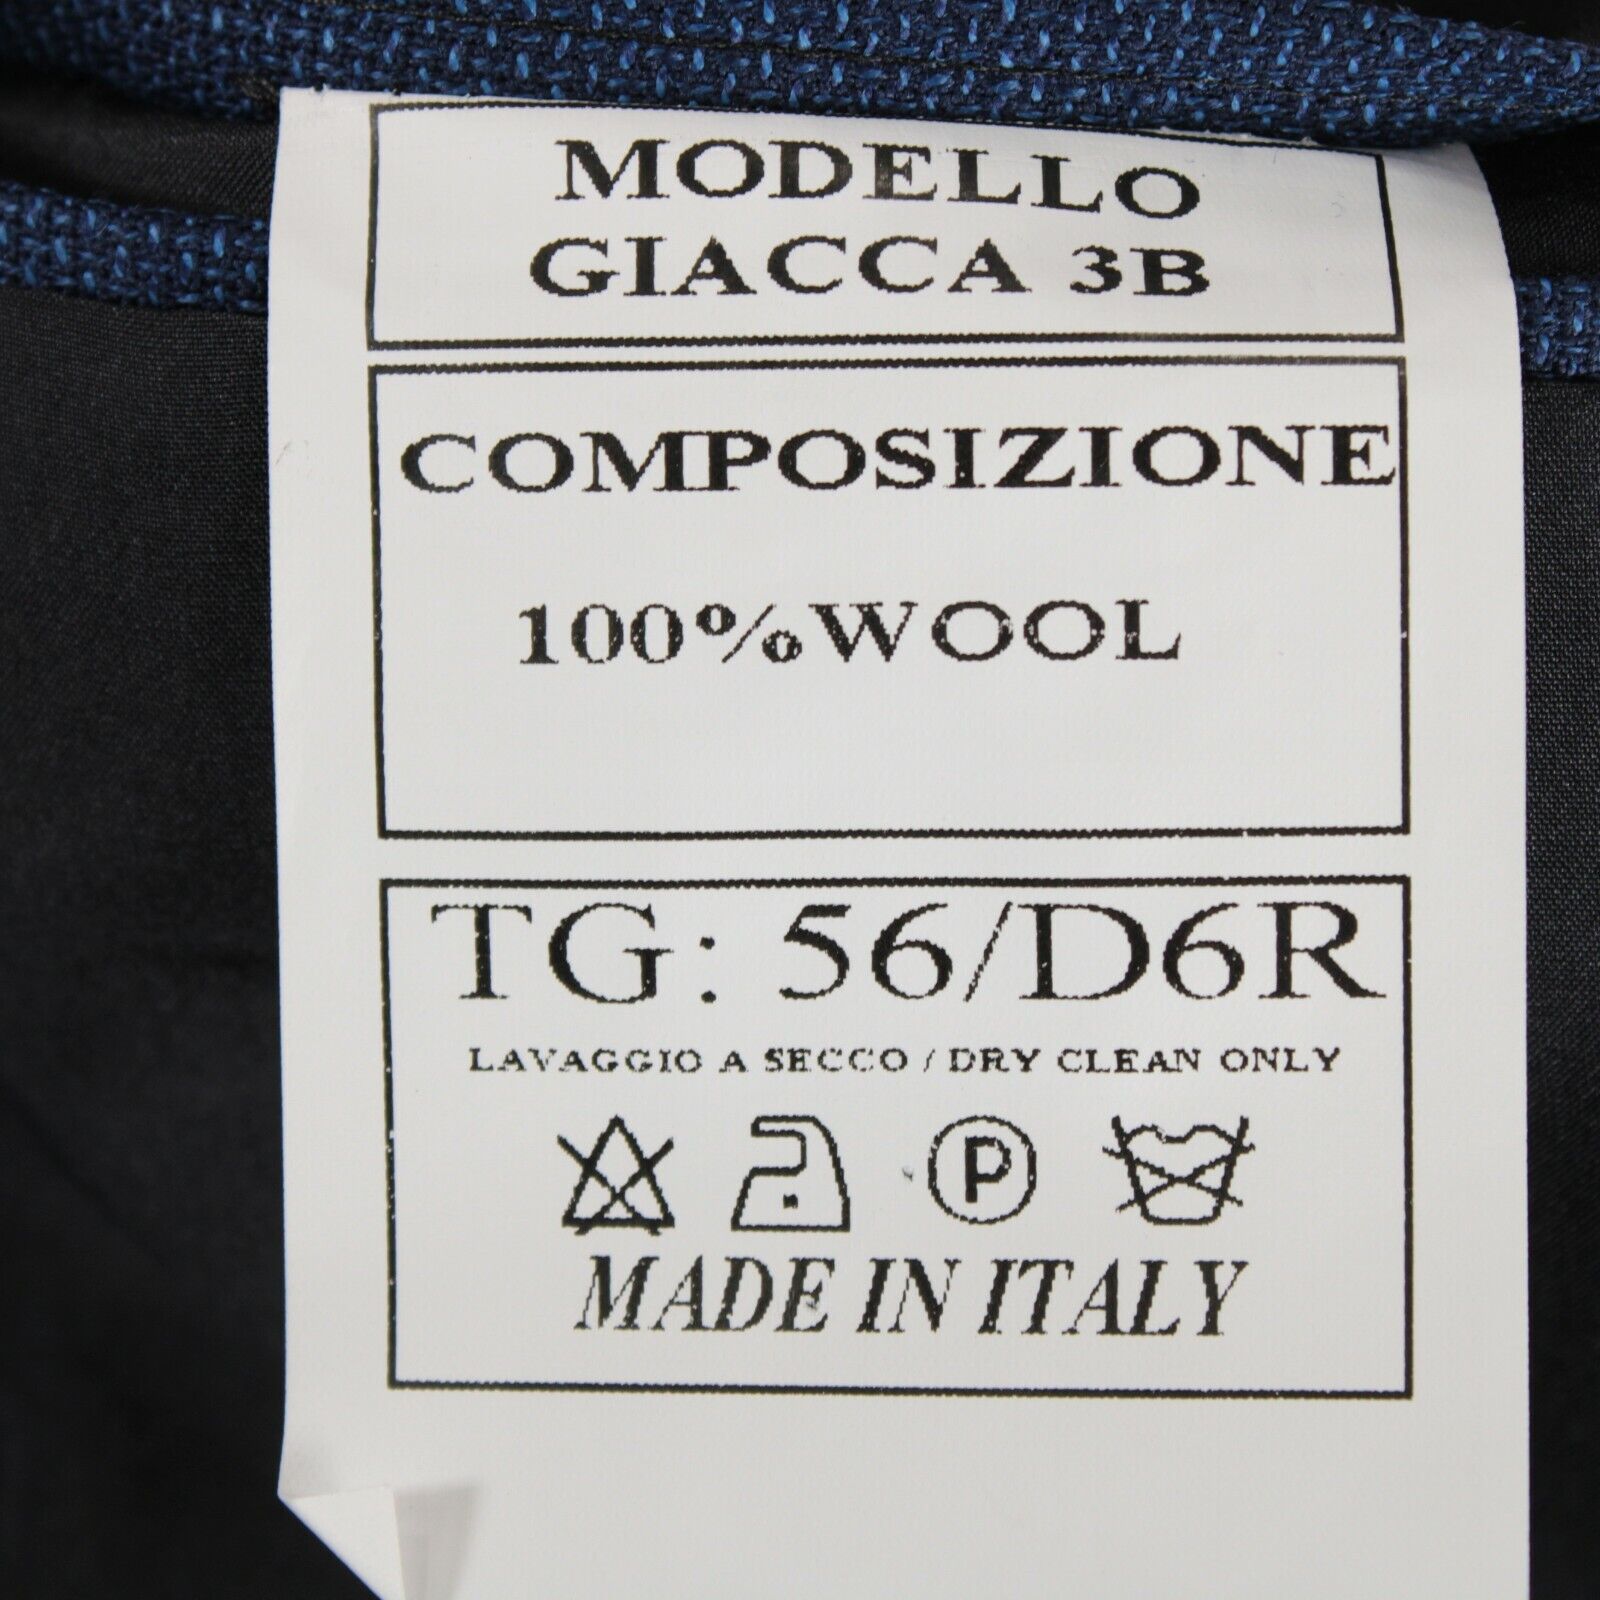 MODELLO
GIACCA 3B
COMPOSIZIONE
100%WOOL
TG: 56/D6R
LAVAGGIO A SECCO / DRY CLEAN ONLY
P
MADE IN ITALY